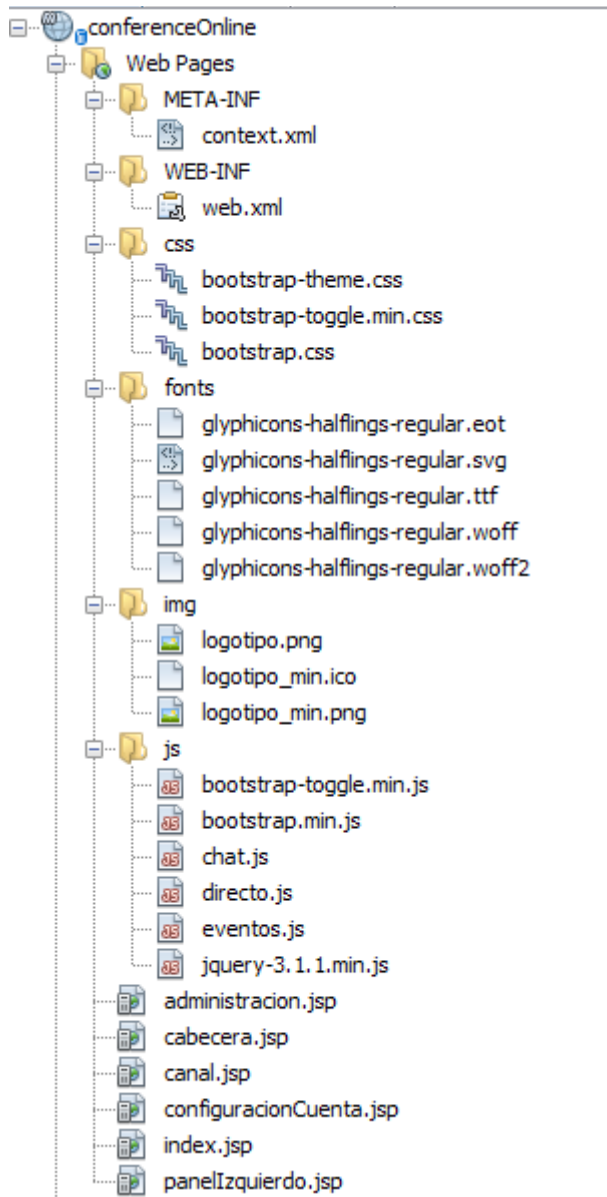 conferenceOnline
Web Pages
META-INF
context.xml
WEB-INF
web.xml
css
bootstrap-theme.css
bootstrap-toggle.min.css
bootstrap.css
fonts
glyphicons-halflings-regular.eot
glyphicons-halflings-regular.svg
glyphicons-halflings-regular.ttf
glyphicons-halflings-regular.woff
glyphicons-halflings-regular.woff2
img
logotipo.png
logotipo_min.ico
logotipo_min.png
js
bootstrap-toggle.min.js
bootstrap.min.js
chat.js
directo.js
eventos.js
jquery-3.1.1.min.js
administracion.jsp
cabecera.jsp
canal.jsp
configuracionCuenta.jsp
index.jsp
panelIzquierdo.jsp